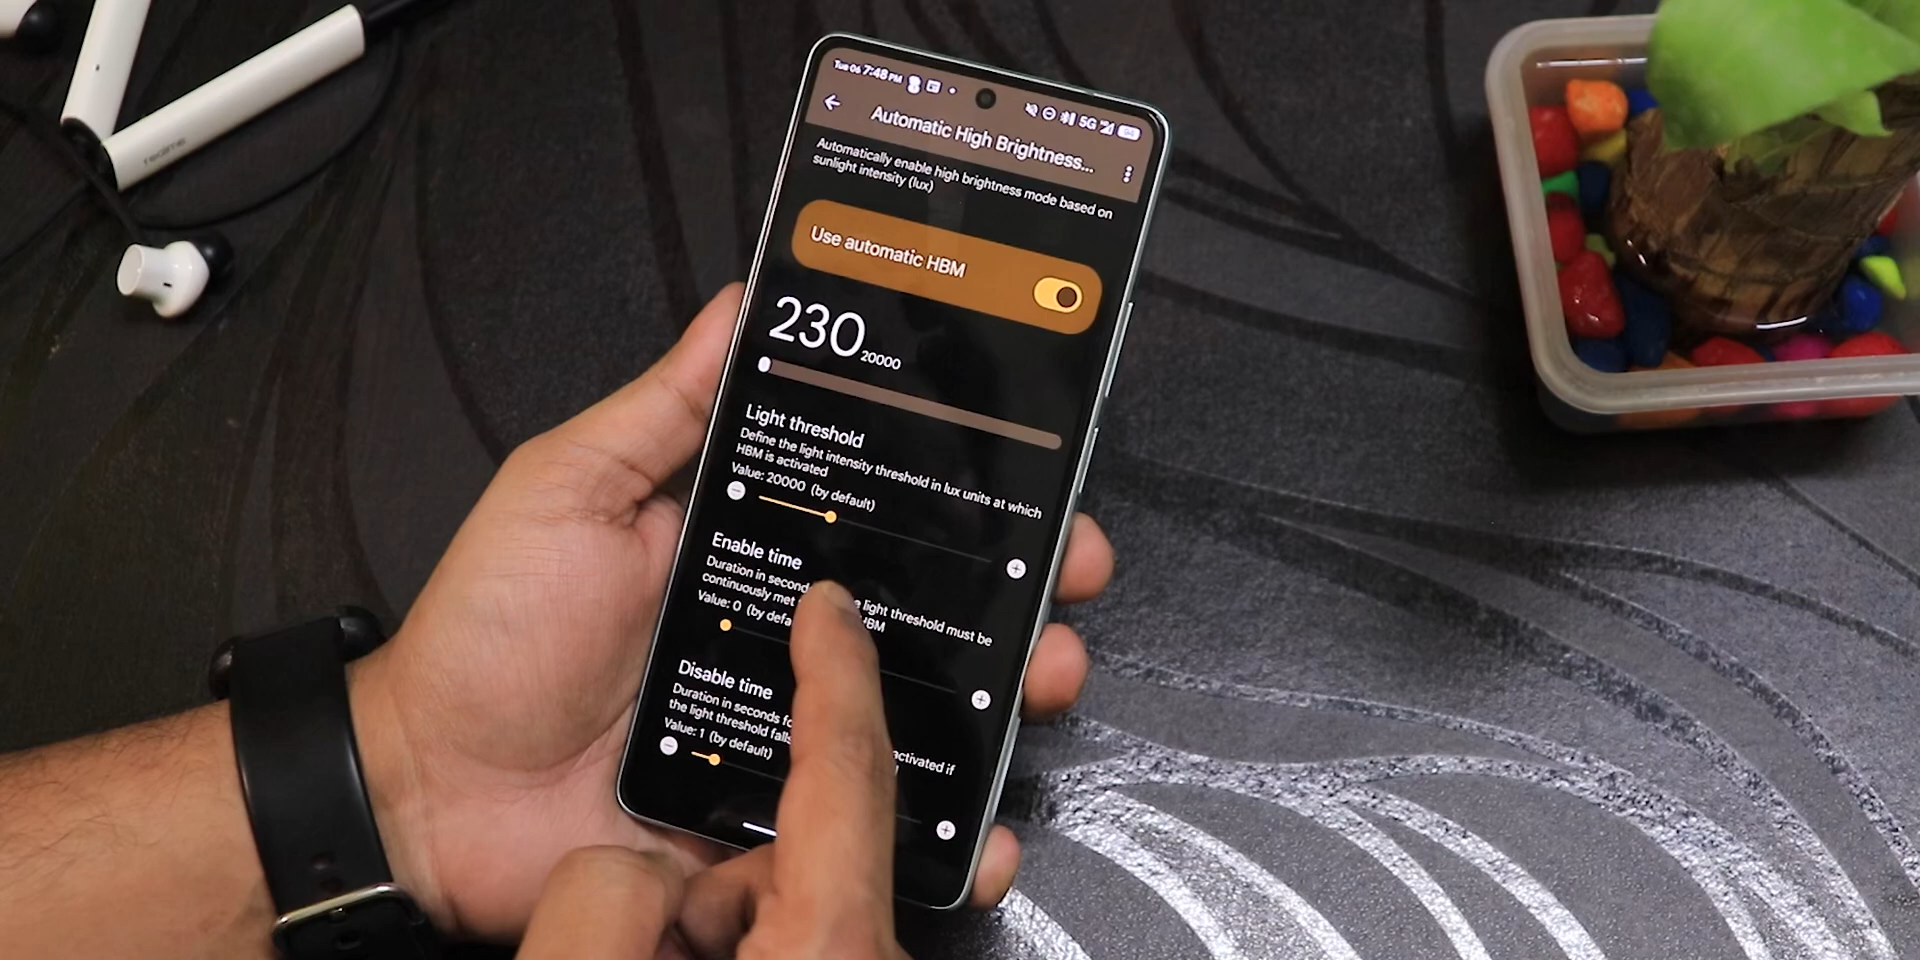 realme
Tue 06 7:48 PM
5G
94
Automatic High Brightness...
Automatically enable high brightness mode based on
sunlight intensity (lux)
Use automatic HBM
230 20000
Light threshold
Define the light intensity threshold in lux units at which
HBM is activated
Value: 20000 (by default)
Enable time
Duration in second light threshold must be
continuously met HBM
Value: 0 (by defa
Disable time
Duration in seconds fo activated if
the light threshold falls
Value: 1 (by default)